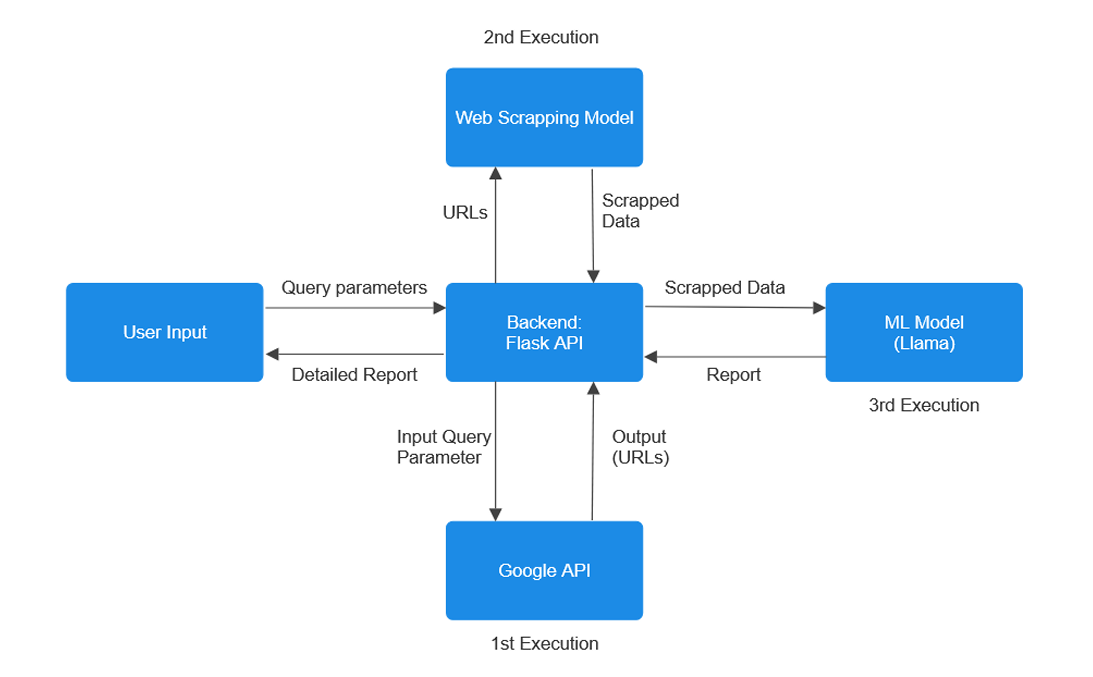 2nd Execution
Web Scrapping Model
URLs
Scrapped
Data
Query parameters
Scrapped Data
User Input
Backend:
Flask API
ML Model
(Llama)
Detailed Report
Report
3rd Execution
Input Query
Parameter
Output
(URLs)
Google API
1st Execution